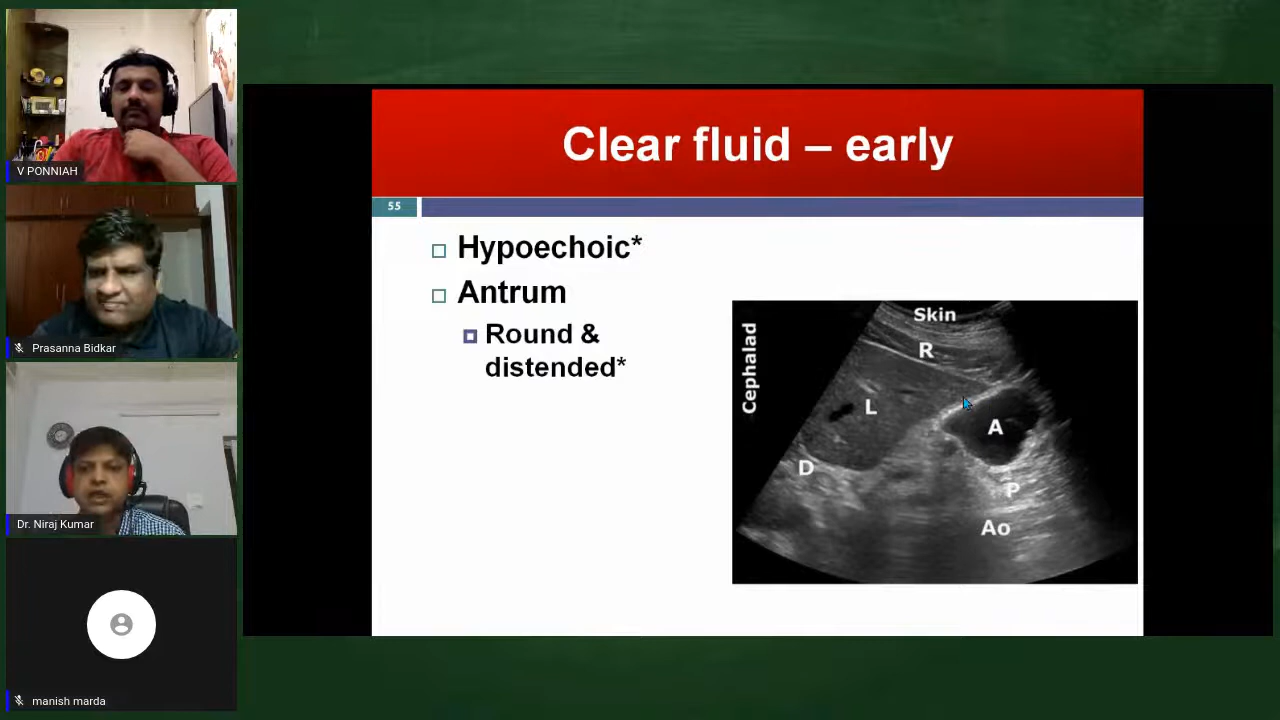 V PONNIAH
Prasanna Bidkar
Dr. Niraj Kumar
manish marda
Clear fluid – early
55
Hypoechoic*
Antrum
Round &
distended*
Cephalad
Skin
R
L
A
D
P
Ao